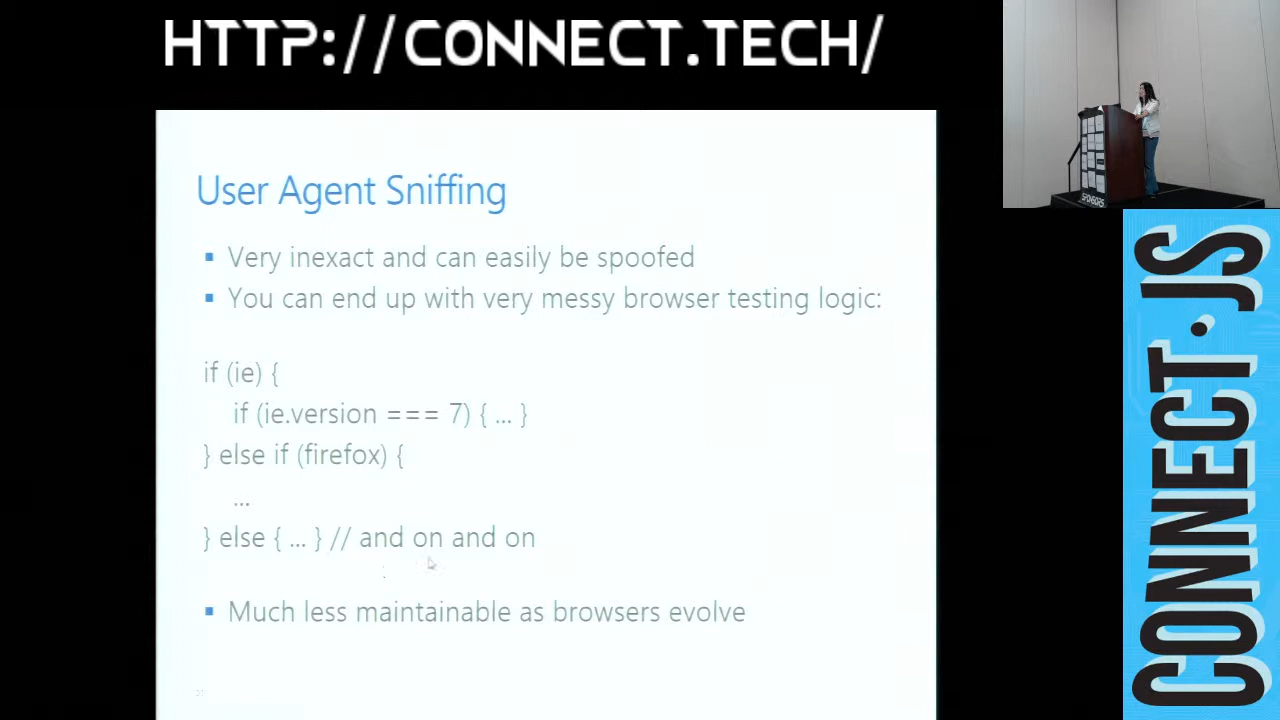 HTTP://CONNECT.TECH/
User Agent Sniffing
▪ Very inexact and can easily be spoofed
▪ You can end up with very messy browser testing logic:
if (ie) {
if (ie.version === 7) { ... }
} else if (firefox) {
...
} else { ... } // and on and on
▪ Much less maintainable as browsers evolve
SPONSORS
CONNECT.JS